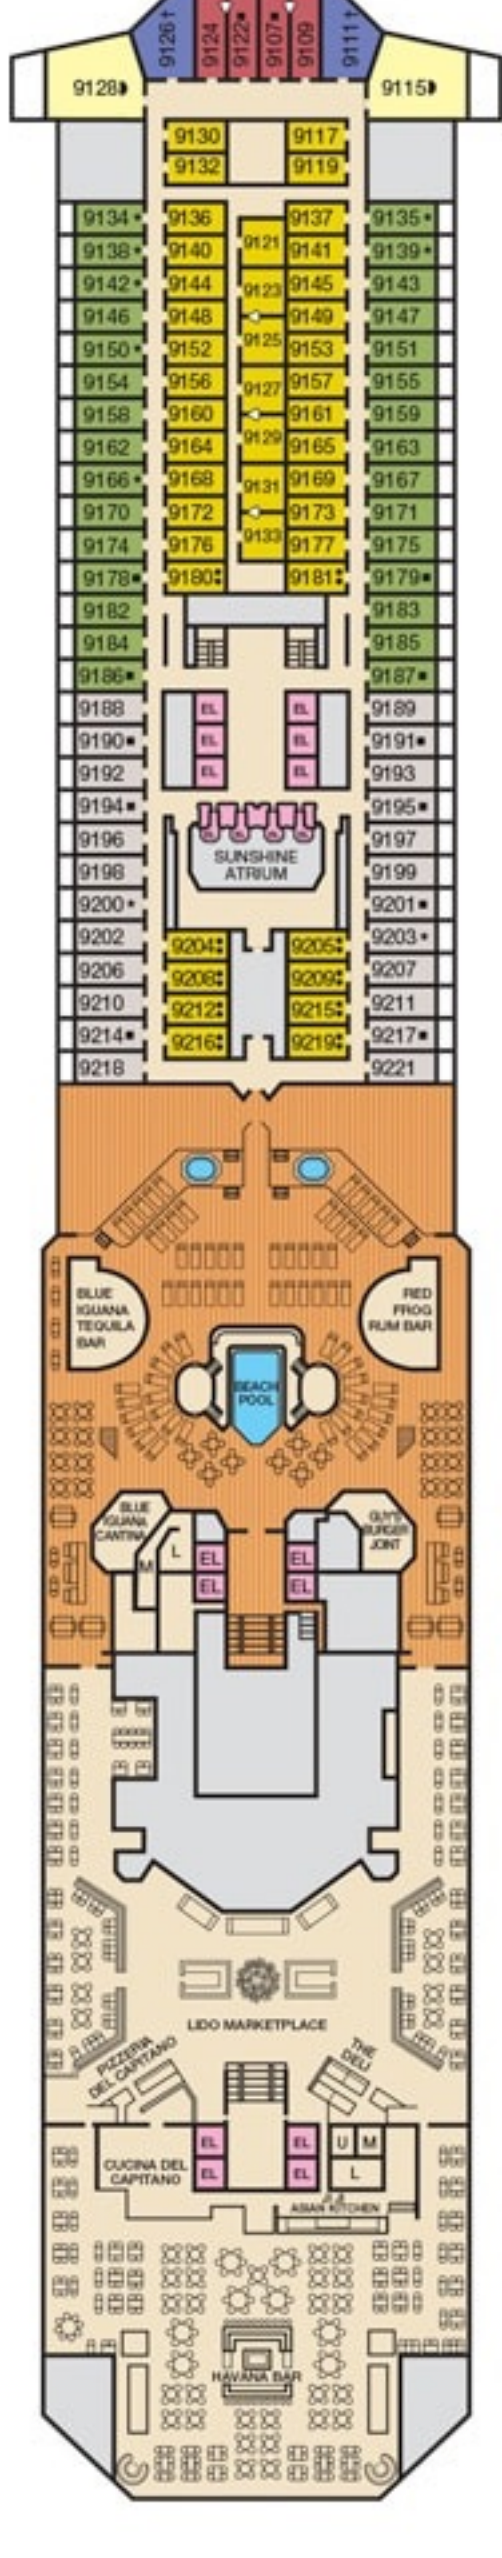 9126† 9124 9122■ 9107■ 9109 9111†
9128 9115
9130 9117
9132 9119
9134* 9136 9137 9135*
9121
9138* 9140 9141 9139*
9142* 9144 9123 9145 9143
9146 9148 9149 9147
9125
9150* 9152 9153 9151
9154 9156 9127 9157 9155
9158 9160 9161 9159
9129
9162 9164 9165 9163
9166* 9168 9131 9169 9167
9170 9172 9173 9171
9133
9174 9176 9177 9175
9178■ 9180 9181 9179■
9182 9183
9184 9185
9186■ 9187■
9188 EL EL 9189
9190■ EL EL 9191■
9192 EL EL 9193
9194■ 9195■
EL EL EL EL
9196 9197
SUNSHINE
ATRIUM
9198 9199
9200* 9201■
9202 9204 9205 9203*
9206 9208 9209 9207
9210 9212 9215 9211
9214■ 9216 9219 9217■
9218 9221
BLUE
IGUANA
TEQUILA
BAR
RED
FROG
RUM BAR
BEACH
POOL
BLUE
IGUANA
CANTINA
GUY'S
BURGER
JOINT
M L EL EL
EL EL
LIDO MARKETPLACE
PIZZERIA
DEL CAPITANO
THE
DELI
EL EL U M
EL EL L
CUCINA DEL
CAPITANO
ASIAN KITCHEN
HAVANA BAR